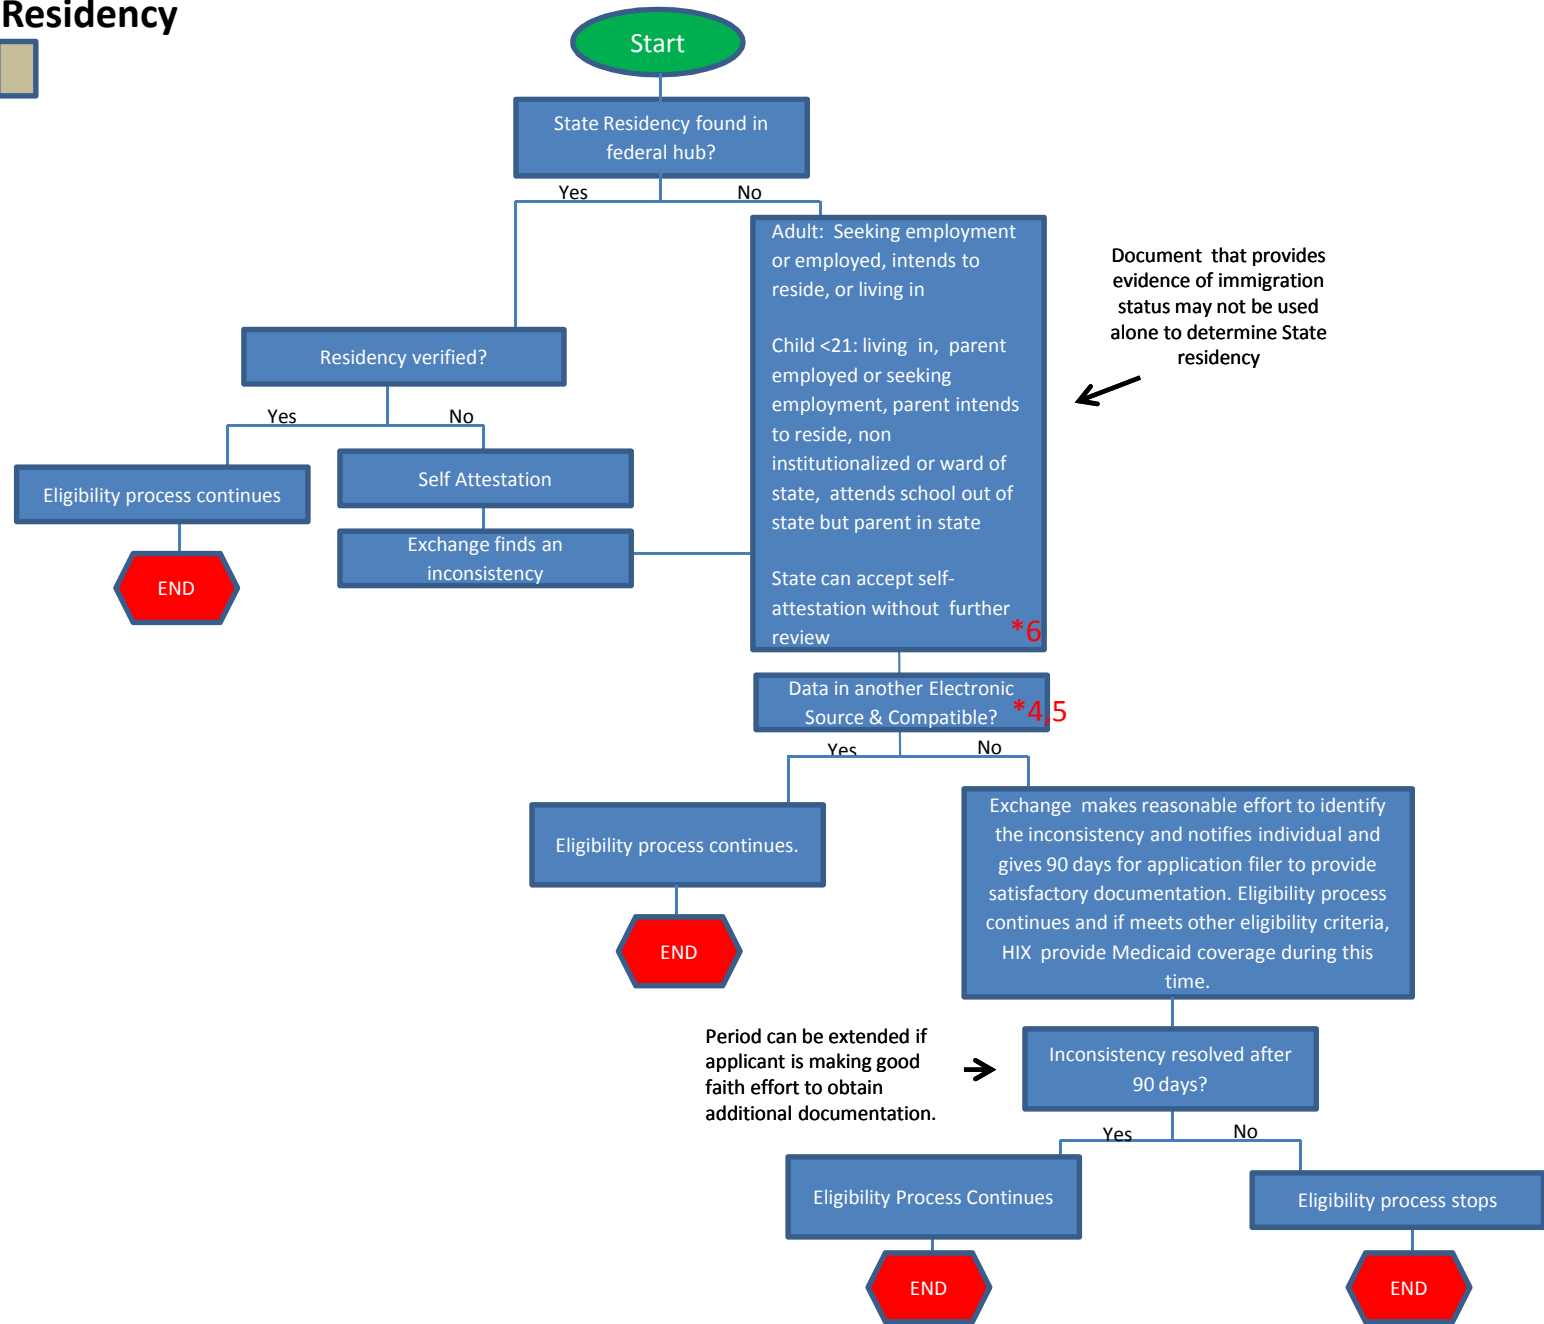 Residency
Start
State Residency found in
federal hub?
Yes
No
Adult:  Seeking employment
or employed, intends to
reside, or living in
Child <21: living  in,  parent
employed or seeking
employment, parent intends
to reside, non
institutionalized or ward of
state,  attends school out of
state but parent in state
State can accept self-
attestation without  further
review
*6
Document  that provides
evidence of immigration
status may not be used
alone to determine State
residency
Residency verified?
Yes
No
Eligibility process continues
END
Self Attestation
Exchange finds an
inconsistency
Data in another Electronic
Source & Compatible?
*4,5
Yes
No
Eligibility process continues.
END
Exchange  makes reasonable effort to identify
the inconsistency and notifies individual and
gives 90 days for application filer to provide
satisfactory documentation. Eligibility process
continues and if meets other eligibility criteria,
HIX  provide Medicaid coverage during this
time.
Period can be extended if
applicant is making good
faith effort to obtain
additional documentation.
Inconsistency resolved after
90 days?
Yes
No
Eligibility Process Continues
END
Eligibility process stops
END